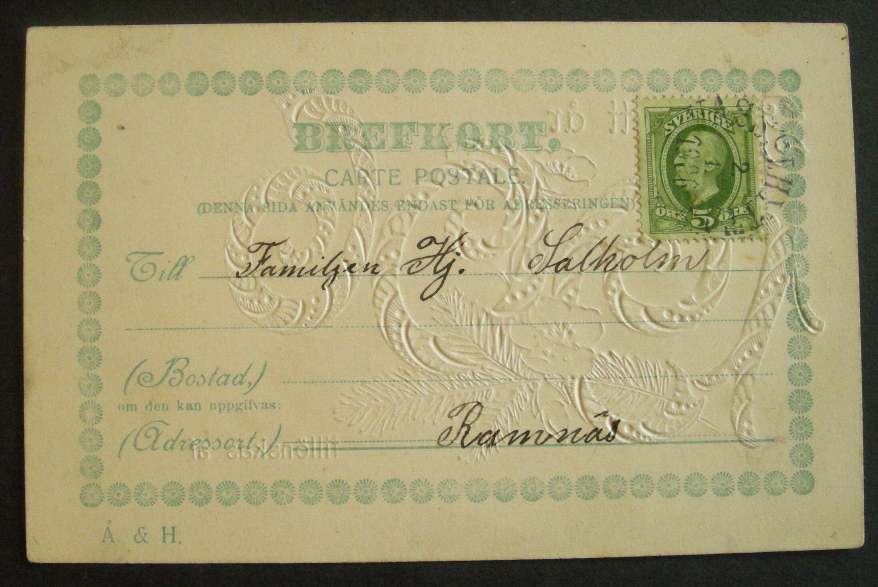 BREFKORT.
CARTE POSTALE.
(DENNA SIDA ANVÄNDES ENDAST FÖR ADRESSERINGEN)
SVERIGE
ÖRE 5 ÖRE
Till Familjen Hj. Salholm
(Bostad,)
om den kan uppgifvas:
(Adressort,) Ramnäs
Å. & H.